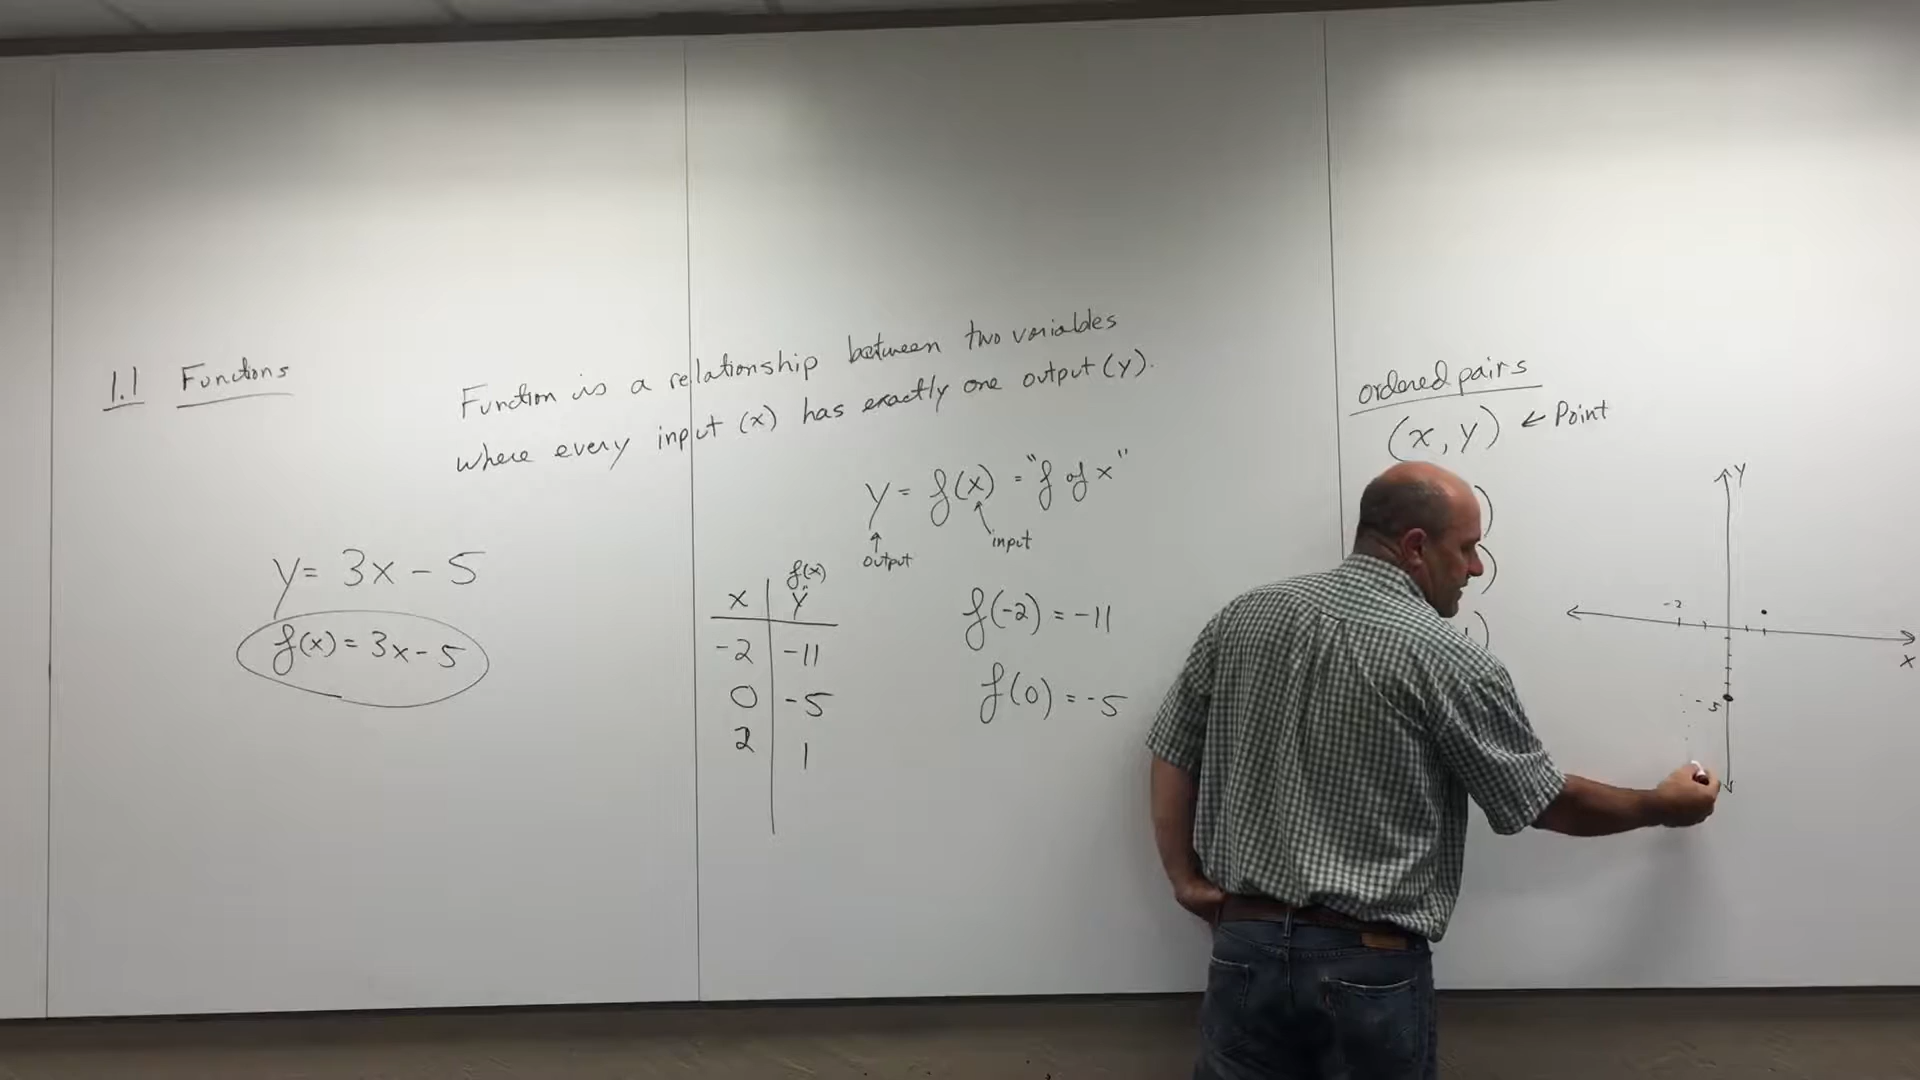 1.1 Functions
Function is a relationship between two variables
where every input (x) has exactly one output (y).
y = f(x) = "f of x"
output
input
y = 3x - 5
f(x) = 3x - 5
f(x)
x y
-2 -11
0 -5
2 1
f(-2) = -11
f(0) = -5
ordered pairs
(x, y) ← Point
y
-2
x
-5